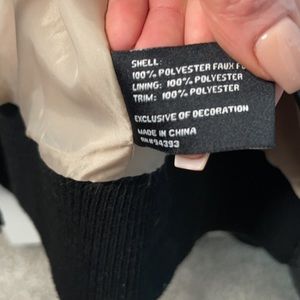 SHELL:
100% POLYESTER FAUX
LINING: 100% POLYESTER
TRIM: 100% POLYESTER
EXCLUSIVE OF DECORATION
MADE IN CHINA
RN#94393